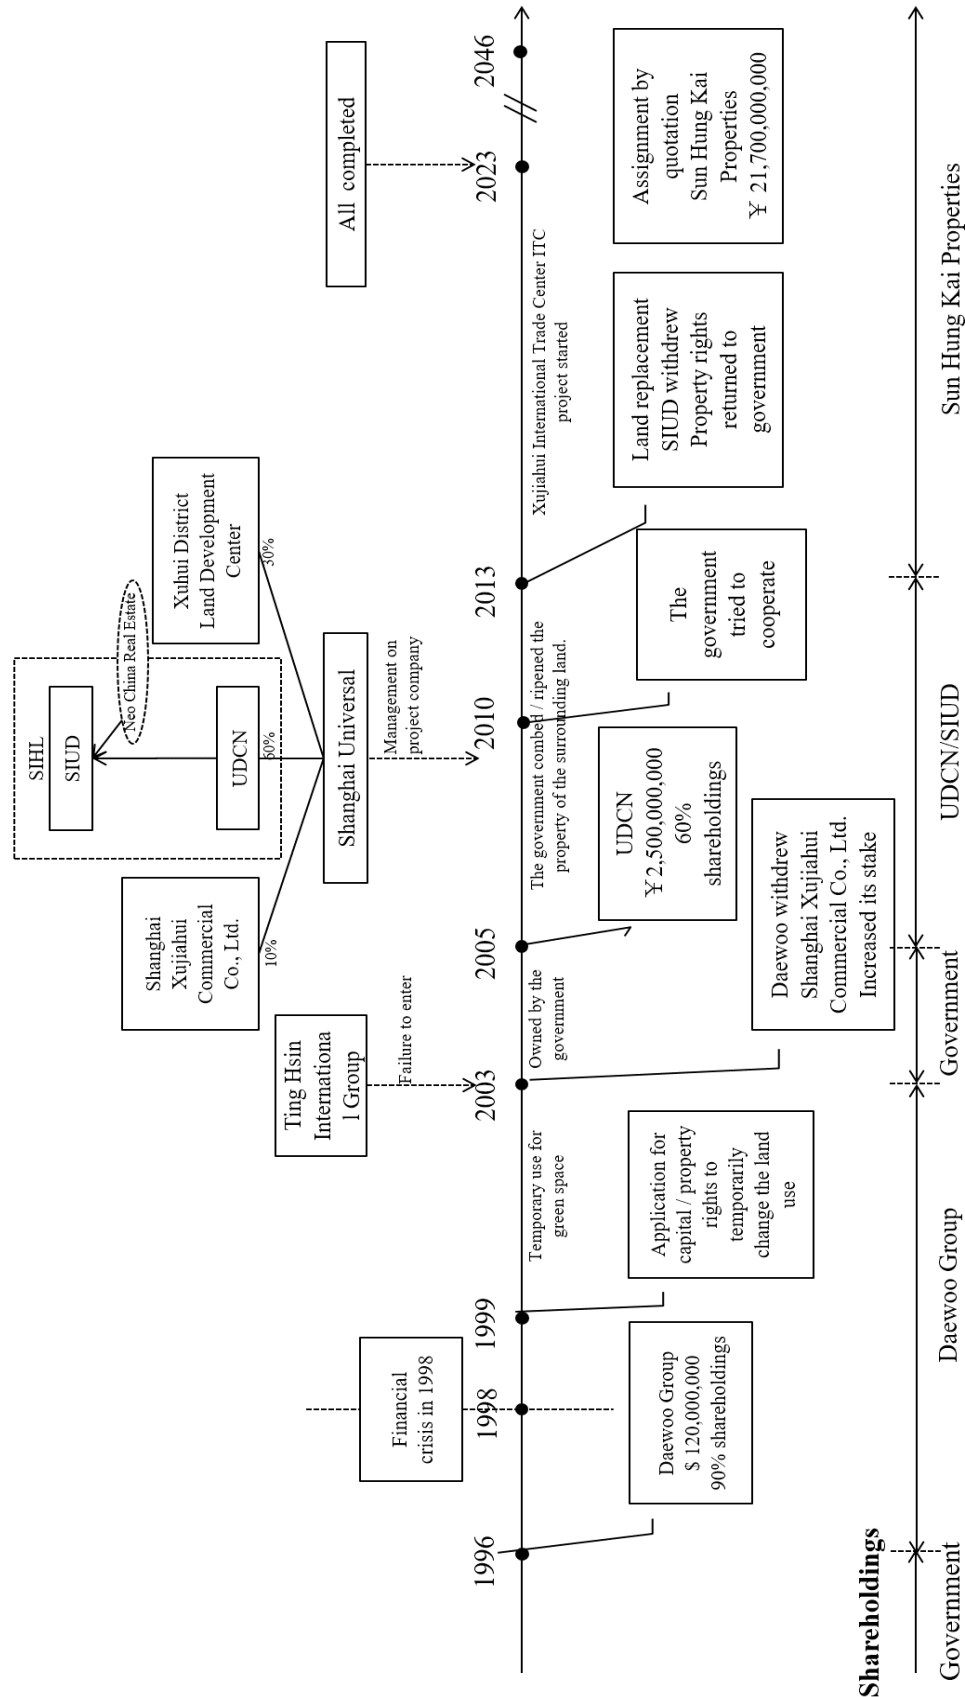 SIHL
SIUD
Neo China Real Estate
UDCN
Shanghai
Xujiahui
Commercial
Co., Ltd.
Xuhui District
Land Development
Center
10%
60%
30%
Shanghai Universal
Ting Hsin
Internationa
l Group
Financial
crisis in 1998
All completed
Failure to enter
Management on
project company
1996
1998
1999
2003
2005
2010
2013
2023
2046
Temporary use for
green space
Owned by the
government
The government combed / ripened the
property of the surrounding land.
Xujiahui International Trade Center ITC
project started
Daewoo Group
$ 120,000,000
90% shareholdings
Application for
capital / property
rights to
temporarily
change the land
use
Daewoo withdrew
Shanghai Xujiahui
Commercial Co., Ltd.
Increased its stake
UDCN
¥2,500,000,000
60%
shareholdings
The
government
tried to
cooperate
Land replacement
SIUD withdrew
Property rights
returned to
government
Assignment by
quotation
Sun Hung Kai
Properties
¥ 21,700,000,000
Shareholdings
Government
Daewoo Group
Government
UDCN/SIUD
Sun Hung Kai Properties